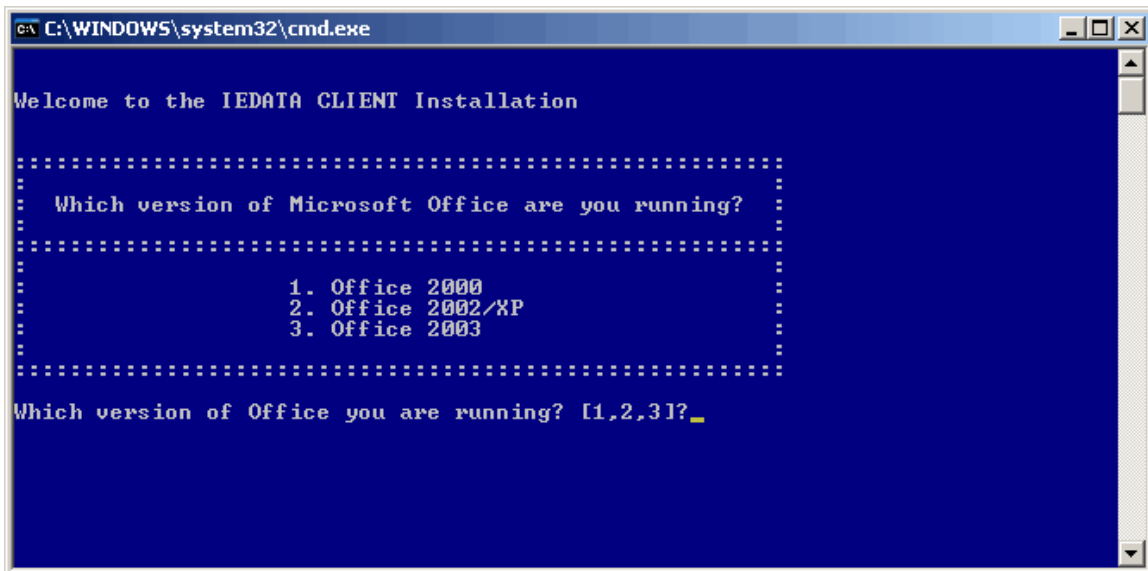 C:\WINDOWS\system32\cmd.exe
Welcome to the IEDATA CLIENT Installation
::::::::::::::::::::::::::::::::::::::::::::::::::::::::
:                                                      :
:  Which version of Microsoft Office are you running?  :
:                                                      :
::::::::::::::::::::::::::::::::::::::::::::::::::::::::
:                                                      :
:                   1. Office 2000                     :
:                   2. Office 2002/XP                  :
:                   3. Office 2003                     :
:                                                      :
::::::::::::::::::::::::::::::::::::::::::::::::::::::::
Which version of Office you are running? [1,2,3]?_